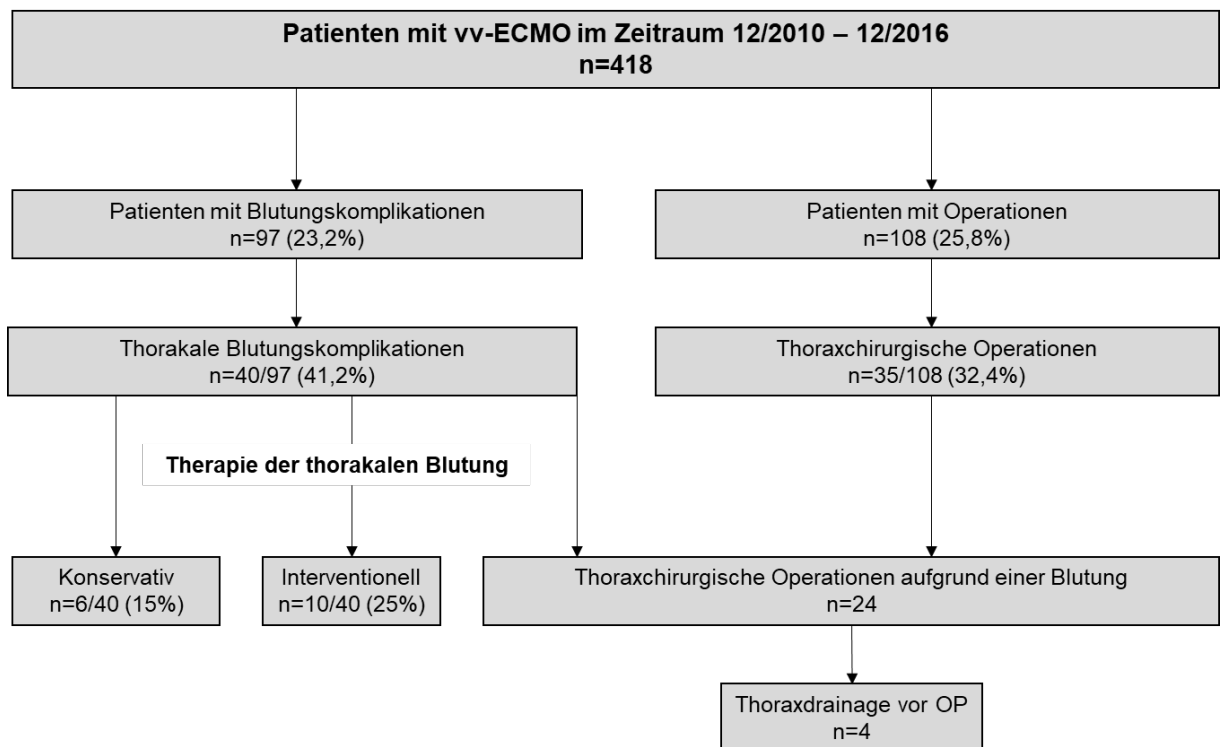 Patienten mit vv-ECMO im Zeitraum 12/2010 – 12/2016
n=418
Patienten mit Blutungskomplikationen
n=97 (23,2%)
Patienten mit Operationen
n=108 (25,8%)
Thorakale Blutungskomplikationen
n=40/97 (41,2%)
Thoraxchirurgische Operationen
n=35/108 (32,4%)
Therapie der thorakalen Blutung
Konservativ
n=6/40 (15%)
Interventionell
n=10/40 (25%)
Thoraxchirurgische Operationen aufgrund einer Blutung
n=24
Thoraxdrainage vor OP
n=4